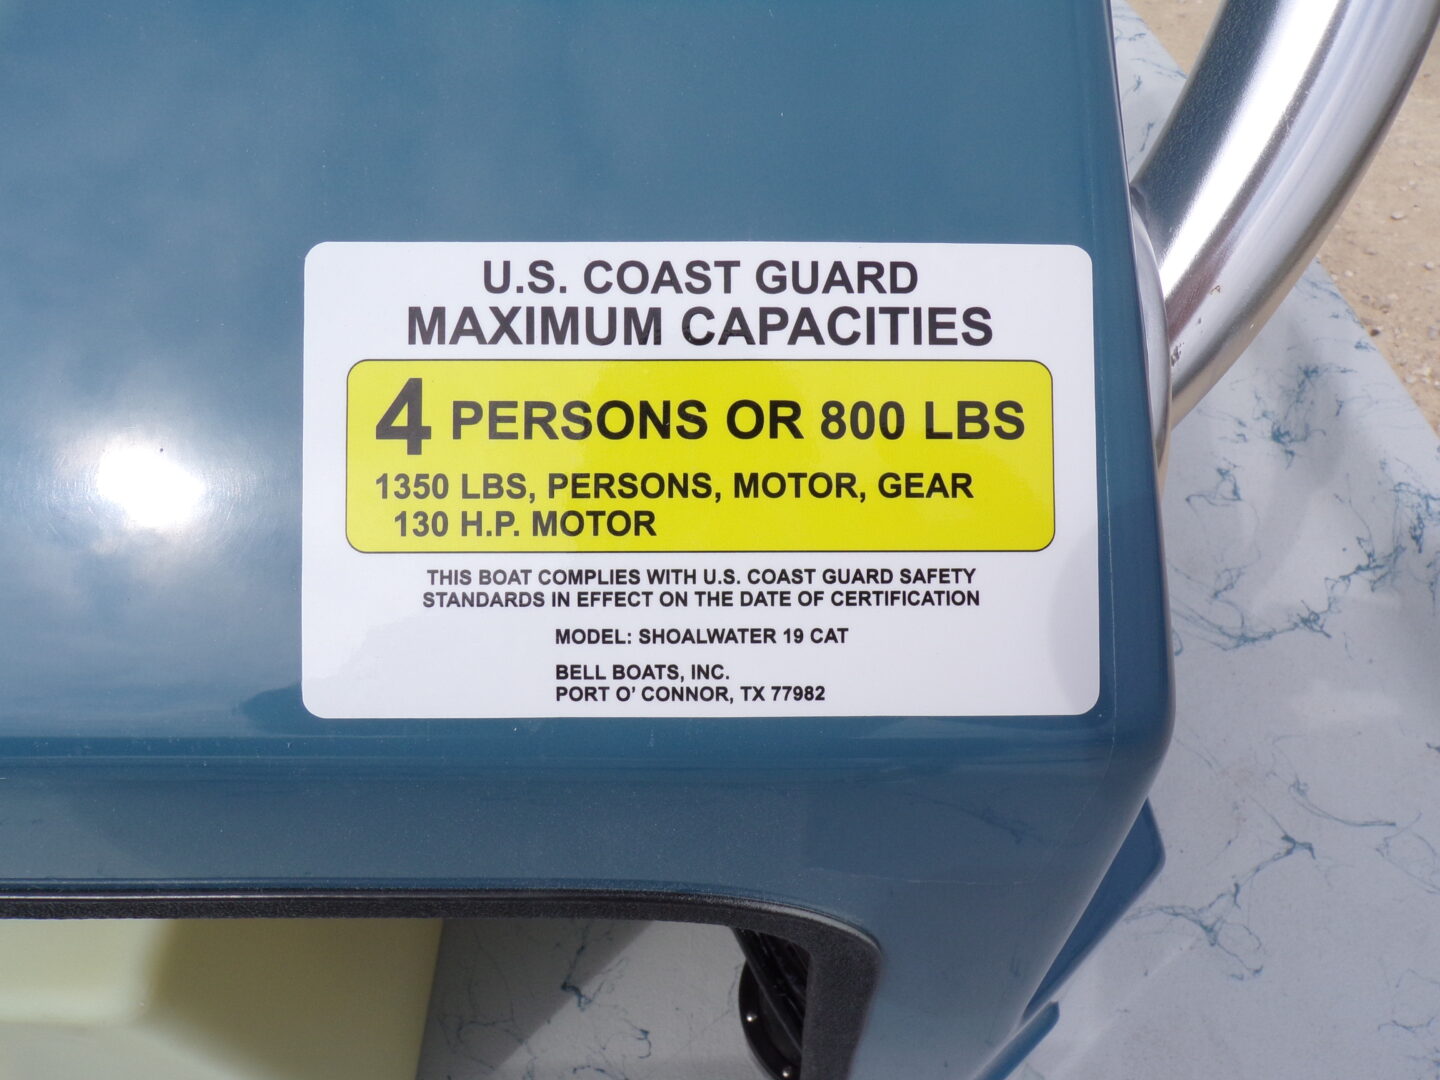 U.S. COAST GUARD
MAXIMUM CAPACITIES
4 PERSONS OR 800 LBS
1350 LBS, PERSONS, MOTOR, GEAR
130 H.P. MOTOR
THIS BOAT COMPLIES WITH U.S. COAST GUARD SAFETY
STANDARDS IN EFFECT ON THE DATE OF CERTIFICATION
MODEL: SHOALWATER 19 CAT
BELL BOATS, INC.
PORT O' CONNOR, TX 77982